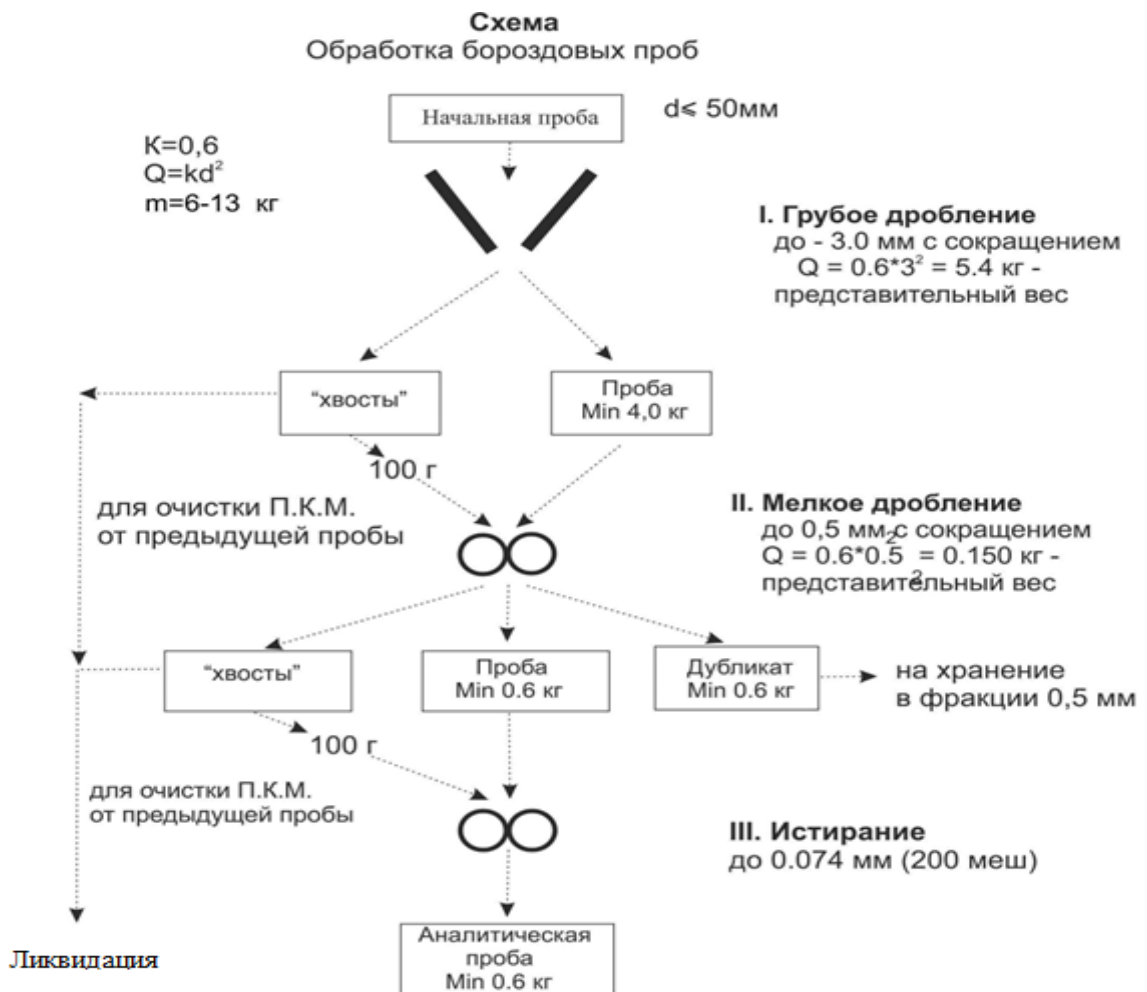 Схема
Обработка бороздовых проб
Начальная проба
d≤ 50мм
К=0,6
Q=kd²
m=6-13 кг
I. Грубое дробление
до - 3.0 мм с сокращением
Q = 0.6*3² = 5.4 кг -
представительный вес
“хвосты”
Проба
Min 4,0 кг
100 г
для очистки П.К.М.
от предыдущей пробы
II. Мелкое дробление
до 0,5 мм с сокращением
Q = 0.6*0.5² = 0.150 кг -
представительный вес
2
“хвосты”
Проба
Min 0.6 кг
Дубликат
Min 0.6 кг
на хранение
в фракции 0,5 мм
100 г
для очистки П.К.М.
от предыдущей пробы
III. Истирание
до 0.074 мм (200 меш)
Аналитическая
проба
Min 0.6 кг
Ликвидация